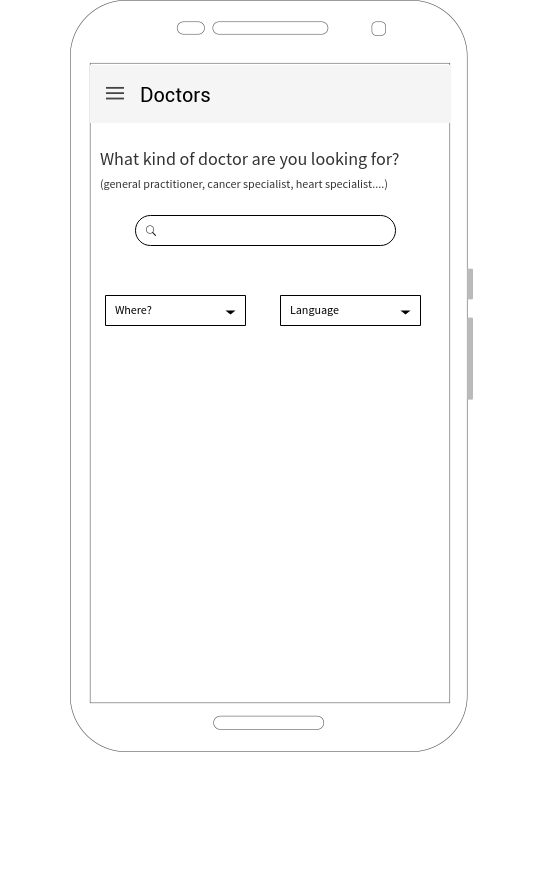 Doctors
What kind of doctor are you looking for?
(general practitioner, cancer specialist, heart specialist....)
Where?
Language